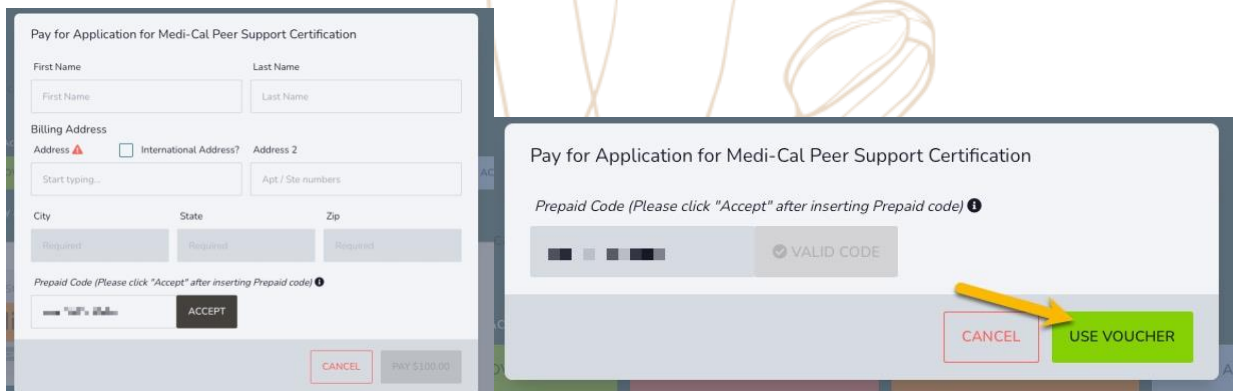 Pay for Application for Medi-Cal Peer Support Certification
First Name Last Name
First Name Last Name
Billing Address
Address International Address? Address 2
Start typing... Apt / Ste numbers
City State Zip
Required Required Required
Prepaid Code (Please click "Accept" after inserting Prepaid code)
ACCEPT
CANCEL PAY $100.00
Pay for Application for Medi-Cal Peer Support Certification
Prepaid Code (Please click "Accept" after inserting Prepaid code)
VALID CODE
CANCEL USE VOUCHER